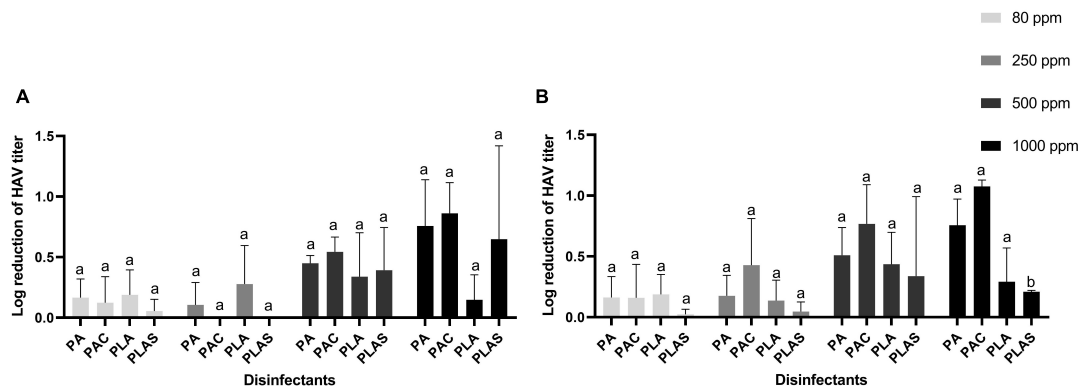 80 ppm
250 ppm
500 ppm
1000 ppm
A
Log reduction of HAV titer
1.5
1.0
0.5
0.0
a a a a a a a a a a a a a a a a
PA PAC PLA PLAS PA PAC PLA PLAS PA PAC PLA PLAS PA PAC PLA PLAS
Disinfectants
B
Log reduction of HAV titer
1.5
1.0
0.5
0.0
a a a a a a a a a a a a a a a b
PA PAC PLA PLAS PA PAC PLA PLAS PA PAC PLA PLAS PA PAC PLA PLAS
Disinfectants